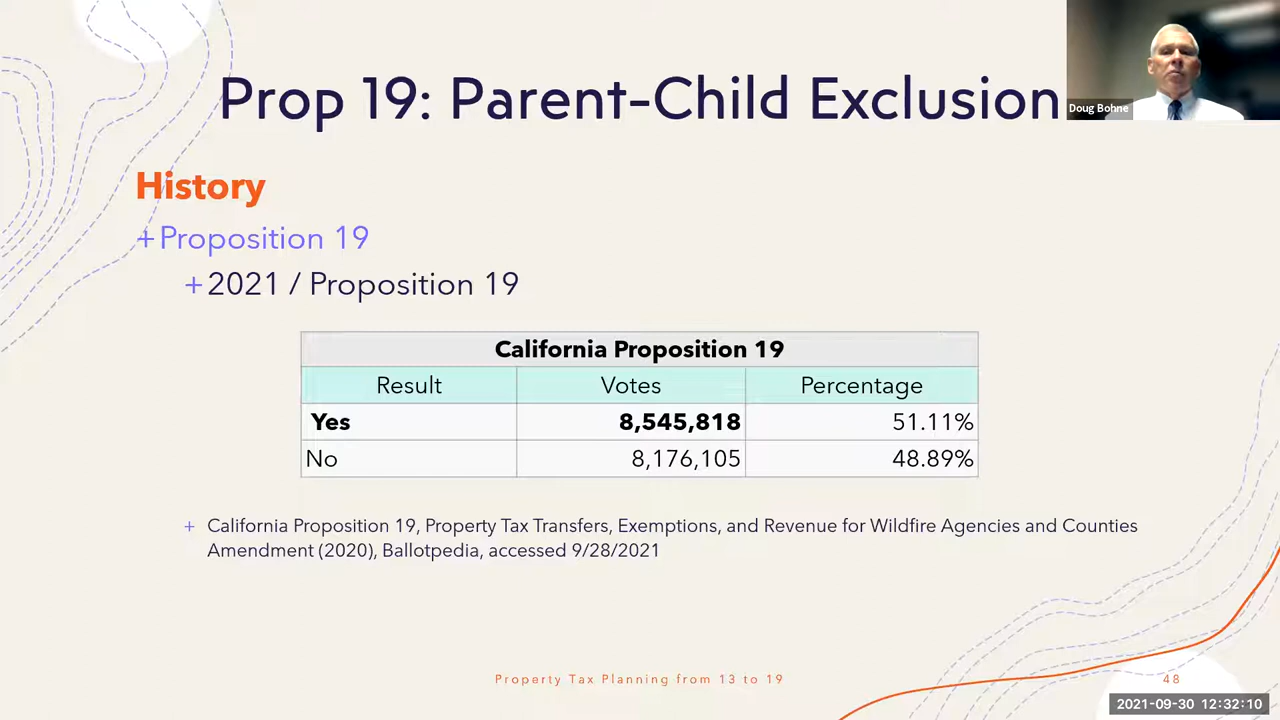 Prop 19: Parent-Child Exclusion
Doug Bohne
History
+Proposition 19
+2021 / Proposition 19
California Proposition 19
Result Votes Percentage
Yes 8,545,818 51.11%
No 8,176,105 48.89%
+ California Proposition 19, Property Tax Transfers, Exemptions, and Revenue for Wildfire Agencies and Counties
Amendment (2020), Ballotpedia, accessed 9/28/2021
Property Tax Planning from 13 to 19
48
2021-09-30 12:32:10